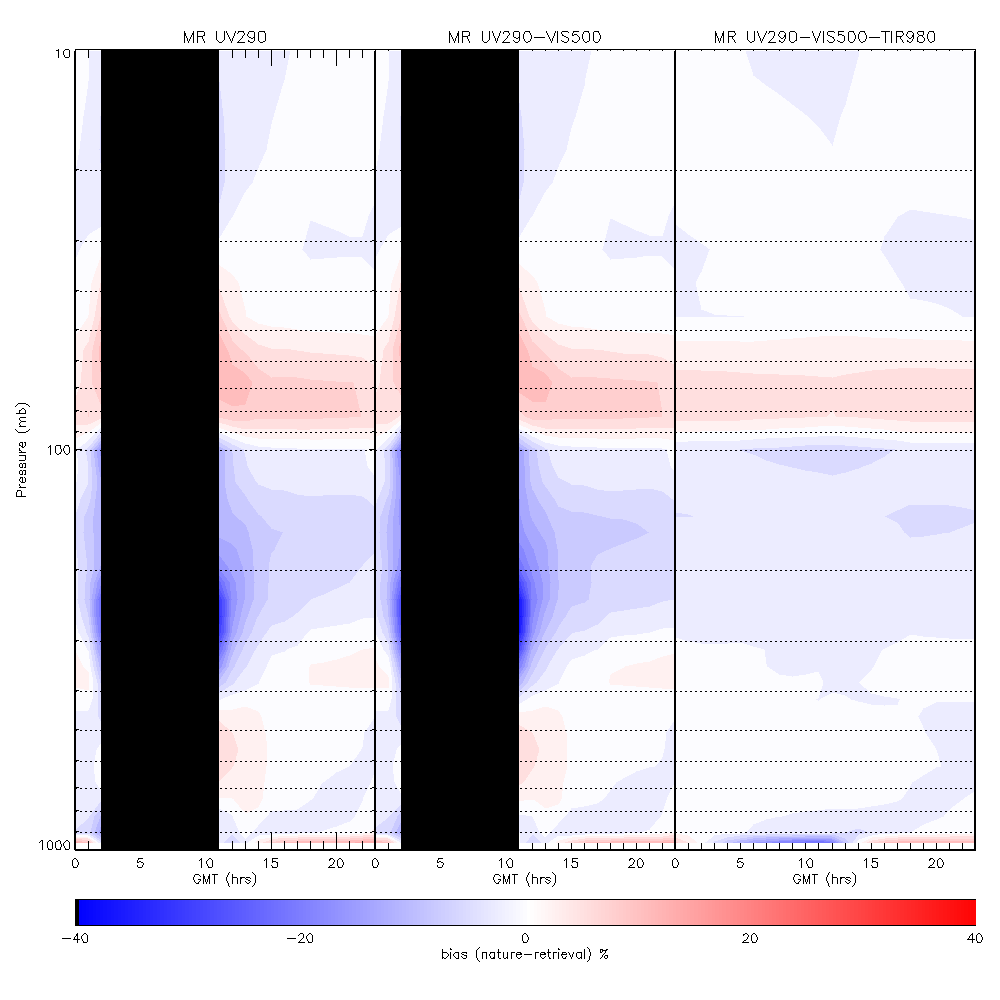 MR UV290 MR UV290-VIS500 MR UV290-VIS500-TIR980
10
100
1000
Pressure (mb)
0 5 10 15 20 0 5 10 15 20 0 5 10 15 20
GMT (hrs) GMT (hrs) GMT (hrs)
-40 -20 0 20 40
bias (nature-retrieval) %